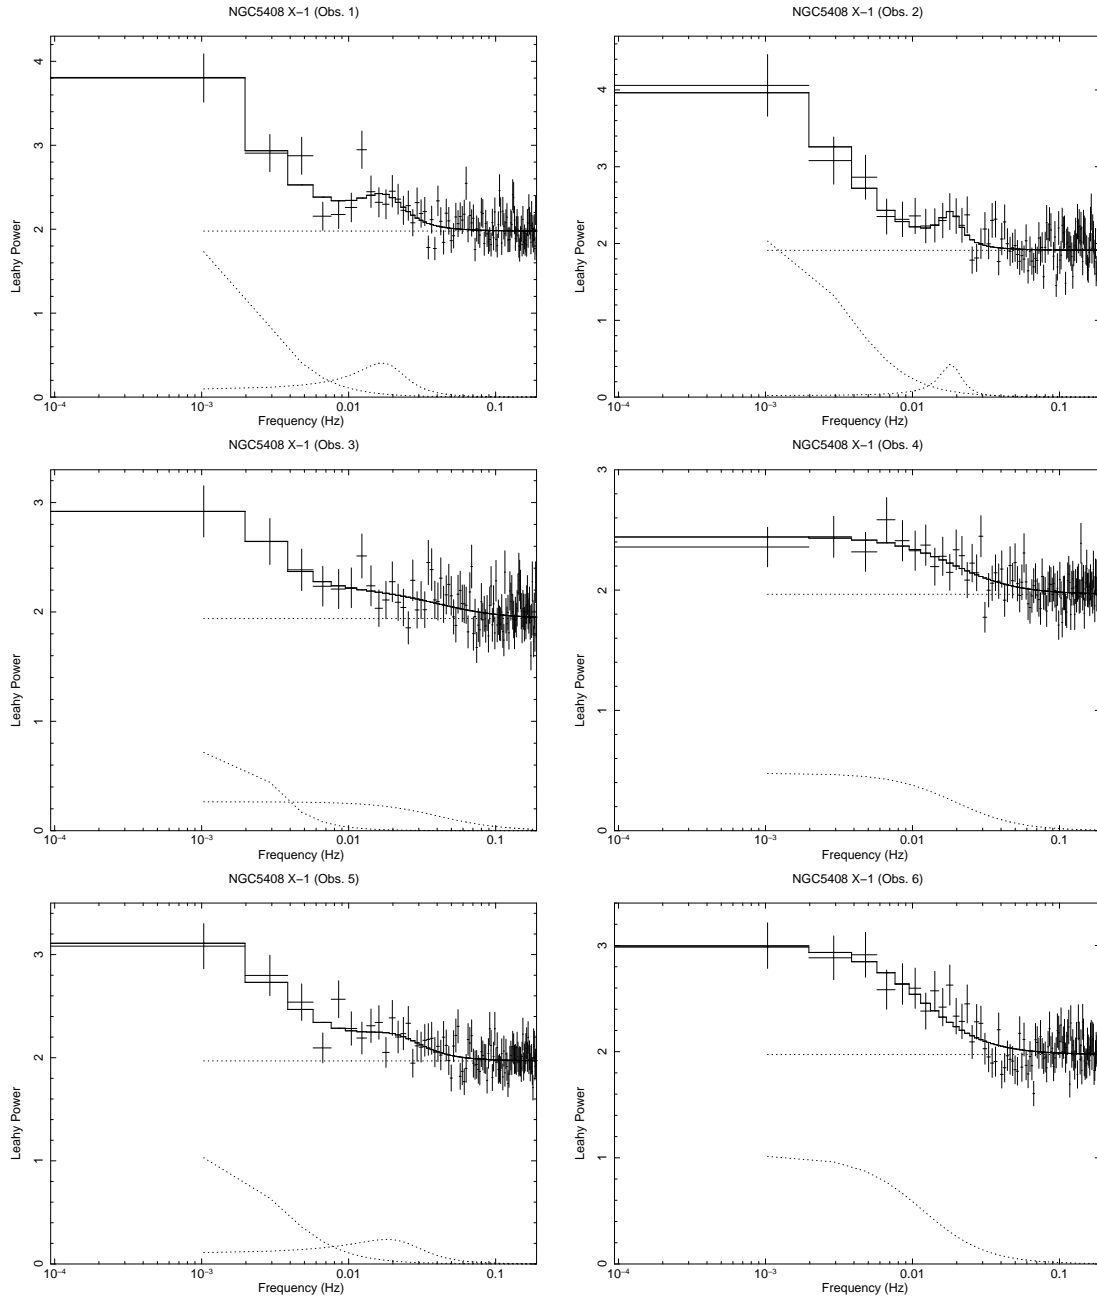 NGC5408 X−1 (Obs. 1)
Leahy Power
0 1 2 3 4
10−4 10−3 0.01 0.1
Frequency (Hz)
NGC5408 X−1 (Obs. 2)
Leahy Power
0 1 2 3 4
10−4 10−3 0.01 0.1
Frequency (Hz)
NGC5408 X−1 (Obs. 3)
Leahy Power
0 1 2 3
10−4 10−3 0.01 0.1
Frequency (Hz)
NGC5408 X−1 (Obs. 4)
Leahy Power
0 1 2 3
10−4 10−3 0.01 0.1
Frequency (Hz)
NGC5408 X−1 (Obs. 5)
Leahy Power
0 1 2 3
10−4 10−3 0.01 0.1
Frequency (Hz)
NGC5408 X−1 (Obs. 6)
Leahy Power
0 1 2 3
10−4 10−3 0.01 0.1
Frequency (Hz)